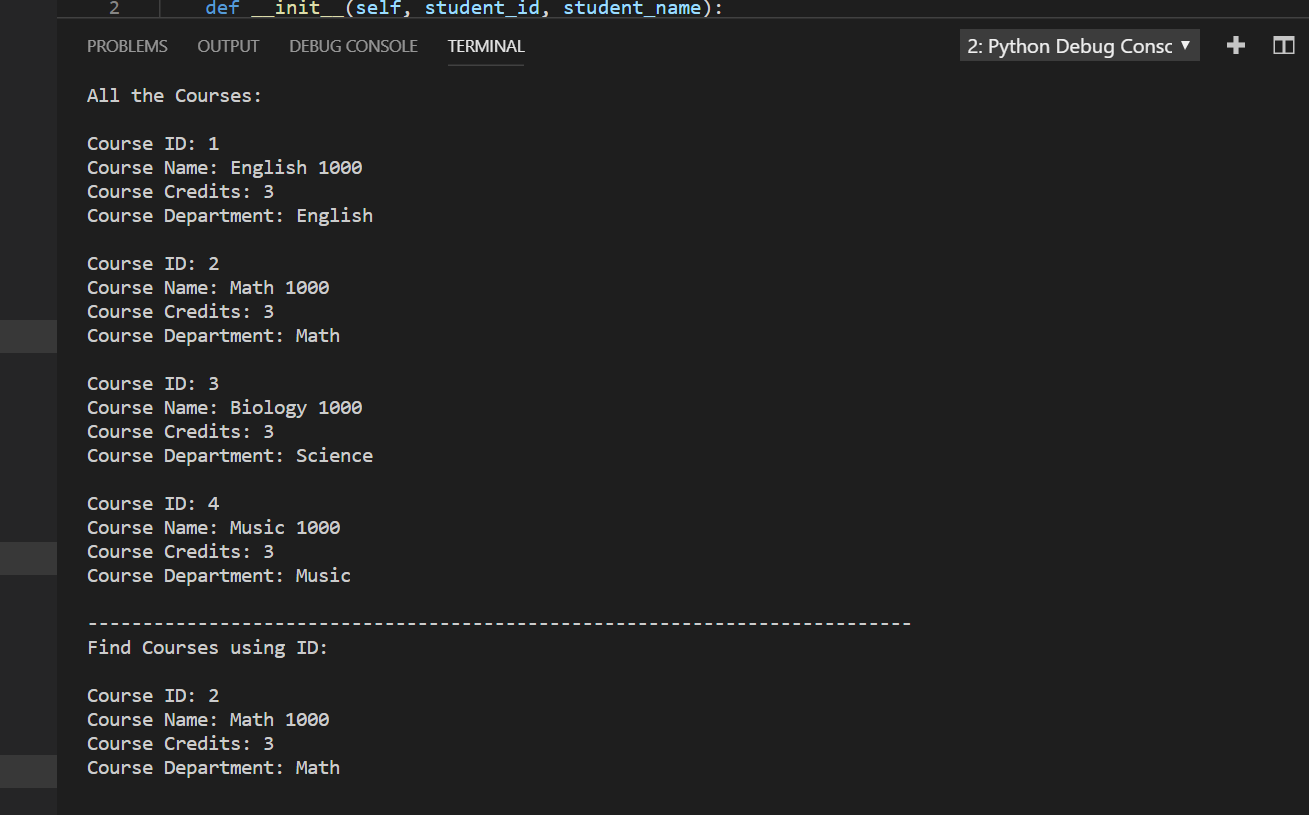 2 def __init__(self, student_id, student_name):
PROBLEMS OUTPUT DEBUG CONSOLE TERMINAL 2: Python Debug Consc
All the Courses:
Course ID: 1
Course Name: English 1000
Course Credits: 3
Course Department: English
Course ID: 2
Course Name: Math 1000
Course Credits: 3
Course Department: Math
Course ID: 3
Course Name: Biology 1000
Course Credits: 3
Course Department: Science
Course ID: 4
Course Name: Music 1000
Course Credits: 3
Course Department: Music
---------------------------------------------------------------------------
Find Courses using ID:
Course ID: 2
Course Name: Math 1000
Course Credits: 3
Course Department: Math